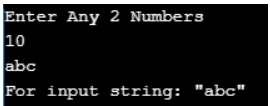 Enter Any 2 Numbers
10
abc
For input string: "abc"